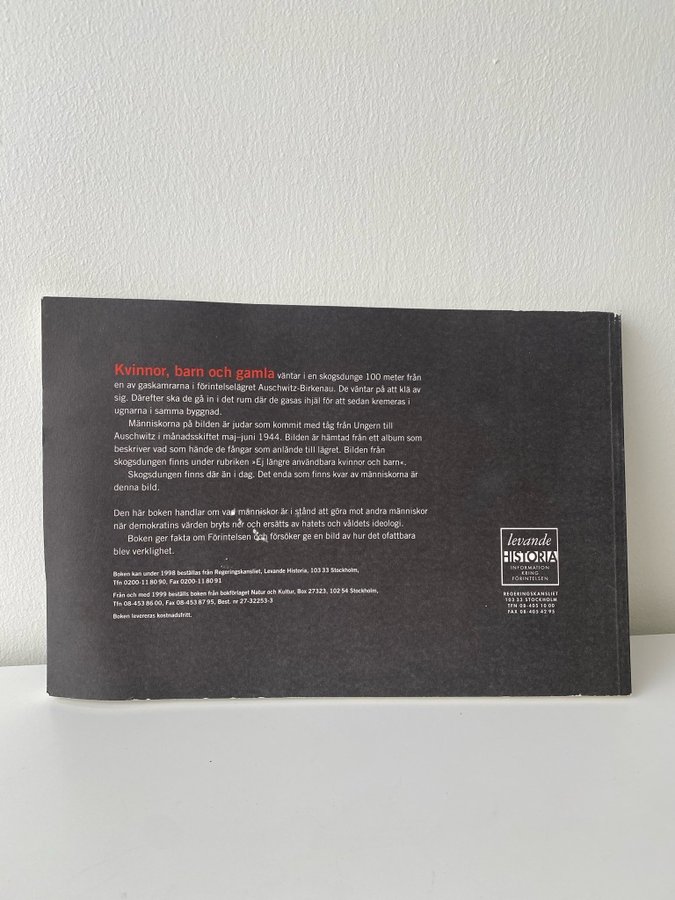 Kvinnor, barn och gamla väntar i en skogsdunge 100 meter från
en av gaskamrarna i förintelselägret Auschwitz-Birkenau. De väntar på att klä av
sig. Därefter ska de gå in i det rum där de gasas ihjäl för att sedan kremeras i
ugnarna i samma byggnad.
Människorna på bilden är judar som kommit med tåg från Ungern till
Auschwitz i månadsskiftet maj–juni 1944. Bilden är hämtad från ett album som
beskriver vad som hände de fångar som anlände till lägret. Bilden från
skogsdungen finns under rubriken »Ej längre användbara kvinnor och barn«.
Skogsdungen finns där än i dag. Det enda som finns kvar av människorna är
denna bild.
Den här boken handlar om vad människor är i stånd att göra mot andra människor
när demokratins värden bryts ner och ersätts av hatets och våldets ideologi.
Boken ger fakta om Förintelsen och försöker ge en bild av hur det ofattbara
blev verklighet.
Boken kan under 1998 beställas från Regeringskansliet, Levande Historia, 103 33 Stockholm,
Tfn 0200-11 80 90, Fax 0200-11 80 91
Från och med 1999 beställs boken från bokförlaget Natur och Kultur, Box 27323, 102 54 Stockholm,
Tfn 08-453 86 00, Fax 08-453 87 95, Best. nr 27-32253-3
Boken levereras kostnadsfritt.
levande
HISTORIA
INFORMATION
KRING
FÖRINTELSEN
REGERINGSKANSLIET
103 33 STOCKHOLM
TFN 08-405 10 00
FAX 08-405 42 95